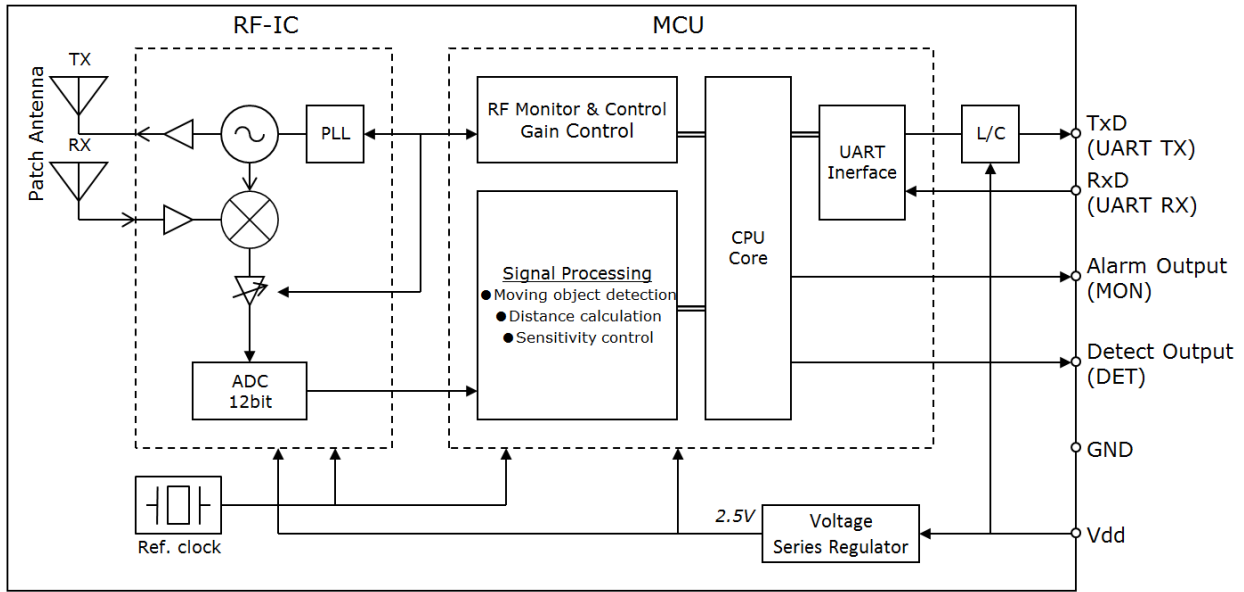 RF-IC
MCU
Patch Antenna
TX
RX
PLL
RF Monitor & Control
Gain Control
Signal Processing
●Moving object detection
●Distance calculation
●Sensitivity control
CPU
Core
UART
Inerface
L/C
TxD
(UART TX)
RxD
(UART RX)
Alarm Output
(MON)
Detect Output
(DET)
ADC
12bit
GND
Ref. clock
2.5V
Voltage
Series Regulator
Vdd